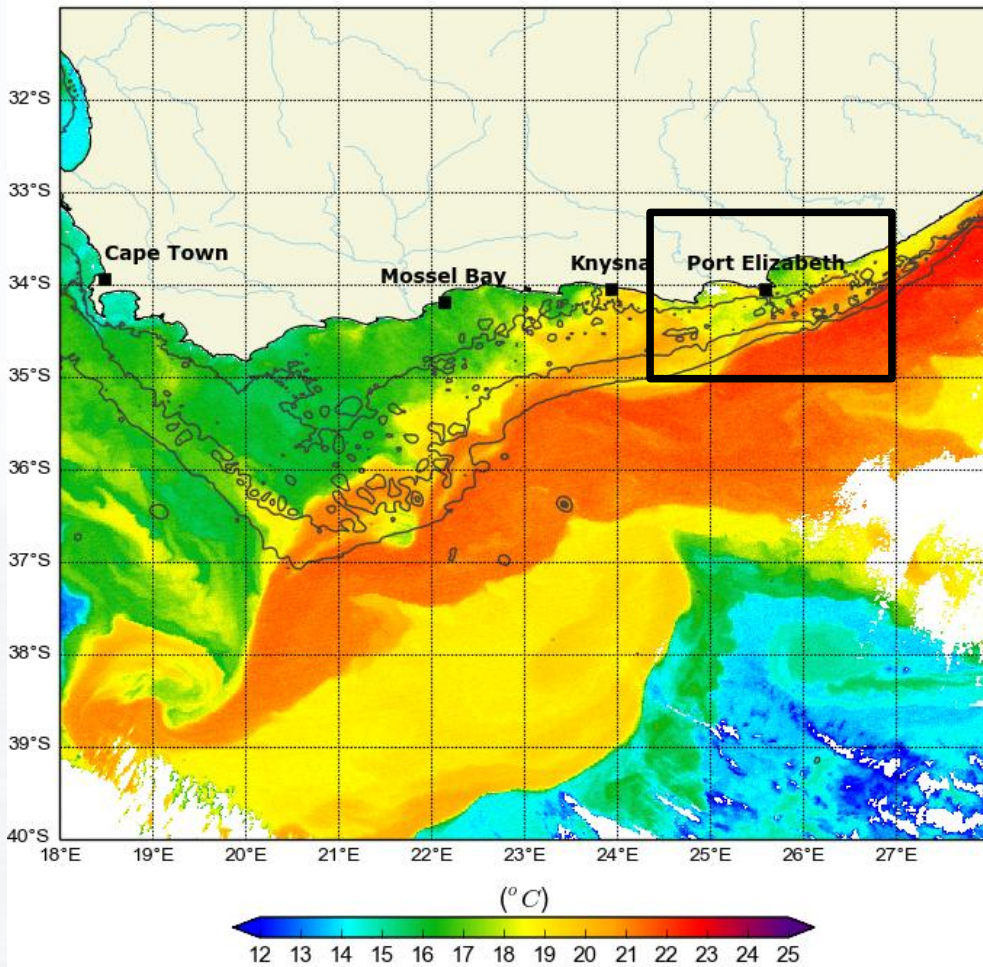 32°S
33°S
Cape Town
Knysna
Port Elizabeth
34°S
Mossel Bay
35°S
36°S
37°S
38°S
39°S
40°S
18°E 19°E 20°E 21°E 22°E 23°E 24°E 25°E 26°E 27°E
(° C)
12 13 14 15 16 17 18 19 20 21 22 23 24 25